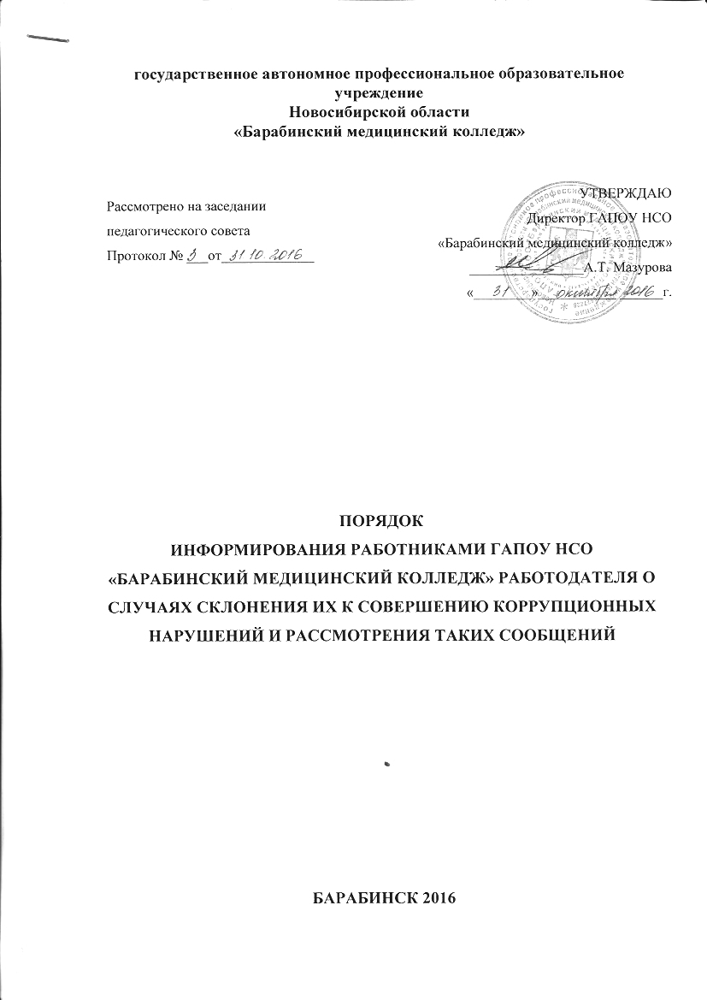 государственное автономное профессиональное образовательное
учреждение
Новосибирской области
«Барабинский медицинский колледж»
Рассмотрено на заседании
педагогического совета
Протокол № 3 от 31.10.2016
УТВЕРЖДАЮ
Директор ГАПОУ НСО
«Барабинский медицинский колледж»
А.Т. Мазурова
« 31 » октября 2016 г.
ПОРЯДОК
ИНФОРМИРОВАНИЯ РАБОТНИКАМИ ГАПОУ НСО
«БАРАБИНСКИЙ МЕДИЦИНСКИЙ КОЛЛЕДЖ» РАБОТОДАТЕЛЯ О
СЛУЧАЯХ СКЛОНЕНИЯ ИХ К СОВЕРШЕНИЮ КОРРУПЦИОННЫХ
НАРУШЕНИЙ И РАССМОТРЕНИЯ ТАКИХ СООБЩЕНИЙ
БАРАБИНСК 2016